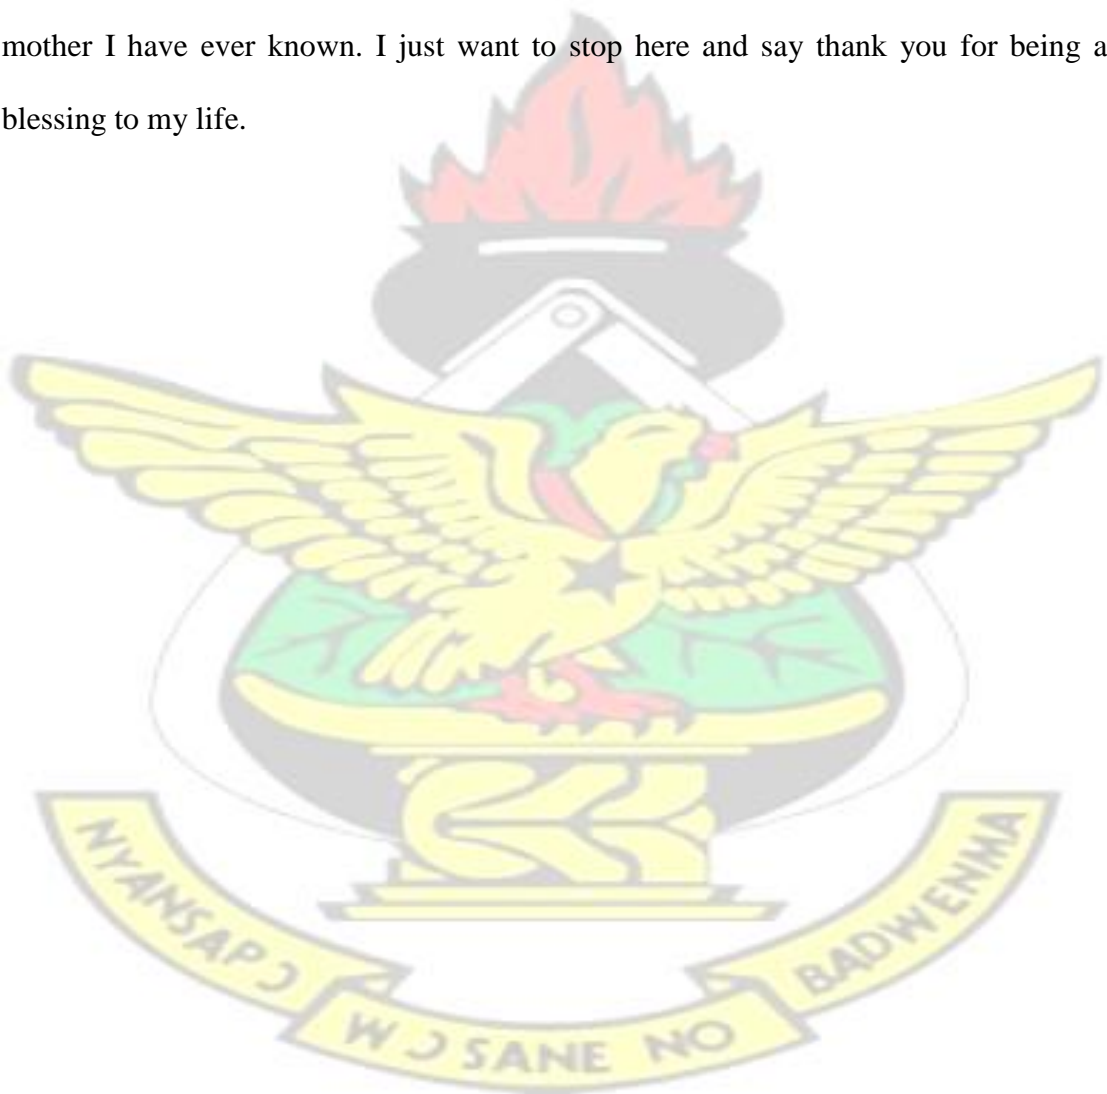 mother I have ever known. I just want to stop here and say thank you for being a
blessing to my life.
NYANSAPƆ
WƆSANE NO
BADWENMA